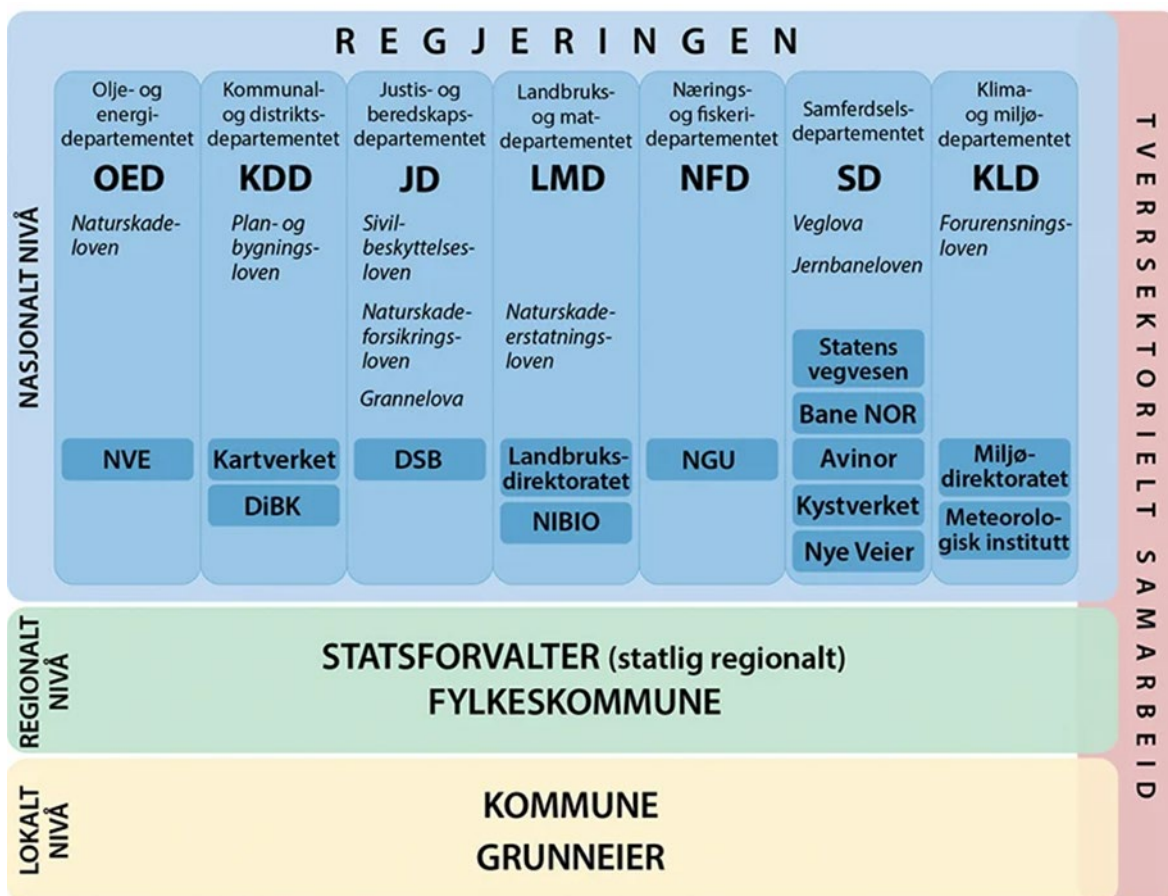 REGJERINGEN
NASJONALT NIVÅ
Olje- og
energi-
departementet
OED
Naturskade-
loven
NVE
Kommunal-
og distrikts-
departementet
KDD
Plan- og
bygnings-
loven
Kartverket
DiBK
Justis- og
beredskaps-
departementet
JD
Sivil-
beskyttelses-
loven
Naturskade-
forsikrings-
loven
Grannelova
DSB
Landbruks-
og mat-
departementet
LMD
Naturskade-
erstatnings-
loven
Landbruks-
direktoratet
NIBIO
Nærings-
og fiskeri-
departementet
NFD
NGU
Samferdsels-
departementet
SD
Veglova
Jernbaneloven
Statens
vegvesen
Bane NOR
Avinor
Kystverket
Nye Veier
Klima-
og miljø-
departementet
KLD
Forurensnings-
loven
Miljø-
direktoratet
Meteorolo-
gisk institutt
REGIONALT
NIVÅ
STATSFORVALTER (statlig regionalt)
FYLKESKOMMUNE
LOKALT
NIVÅ
KOMMUNE
GRUNNEIER
TVERRSEKTORIELT SAMARBEID